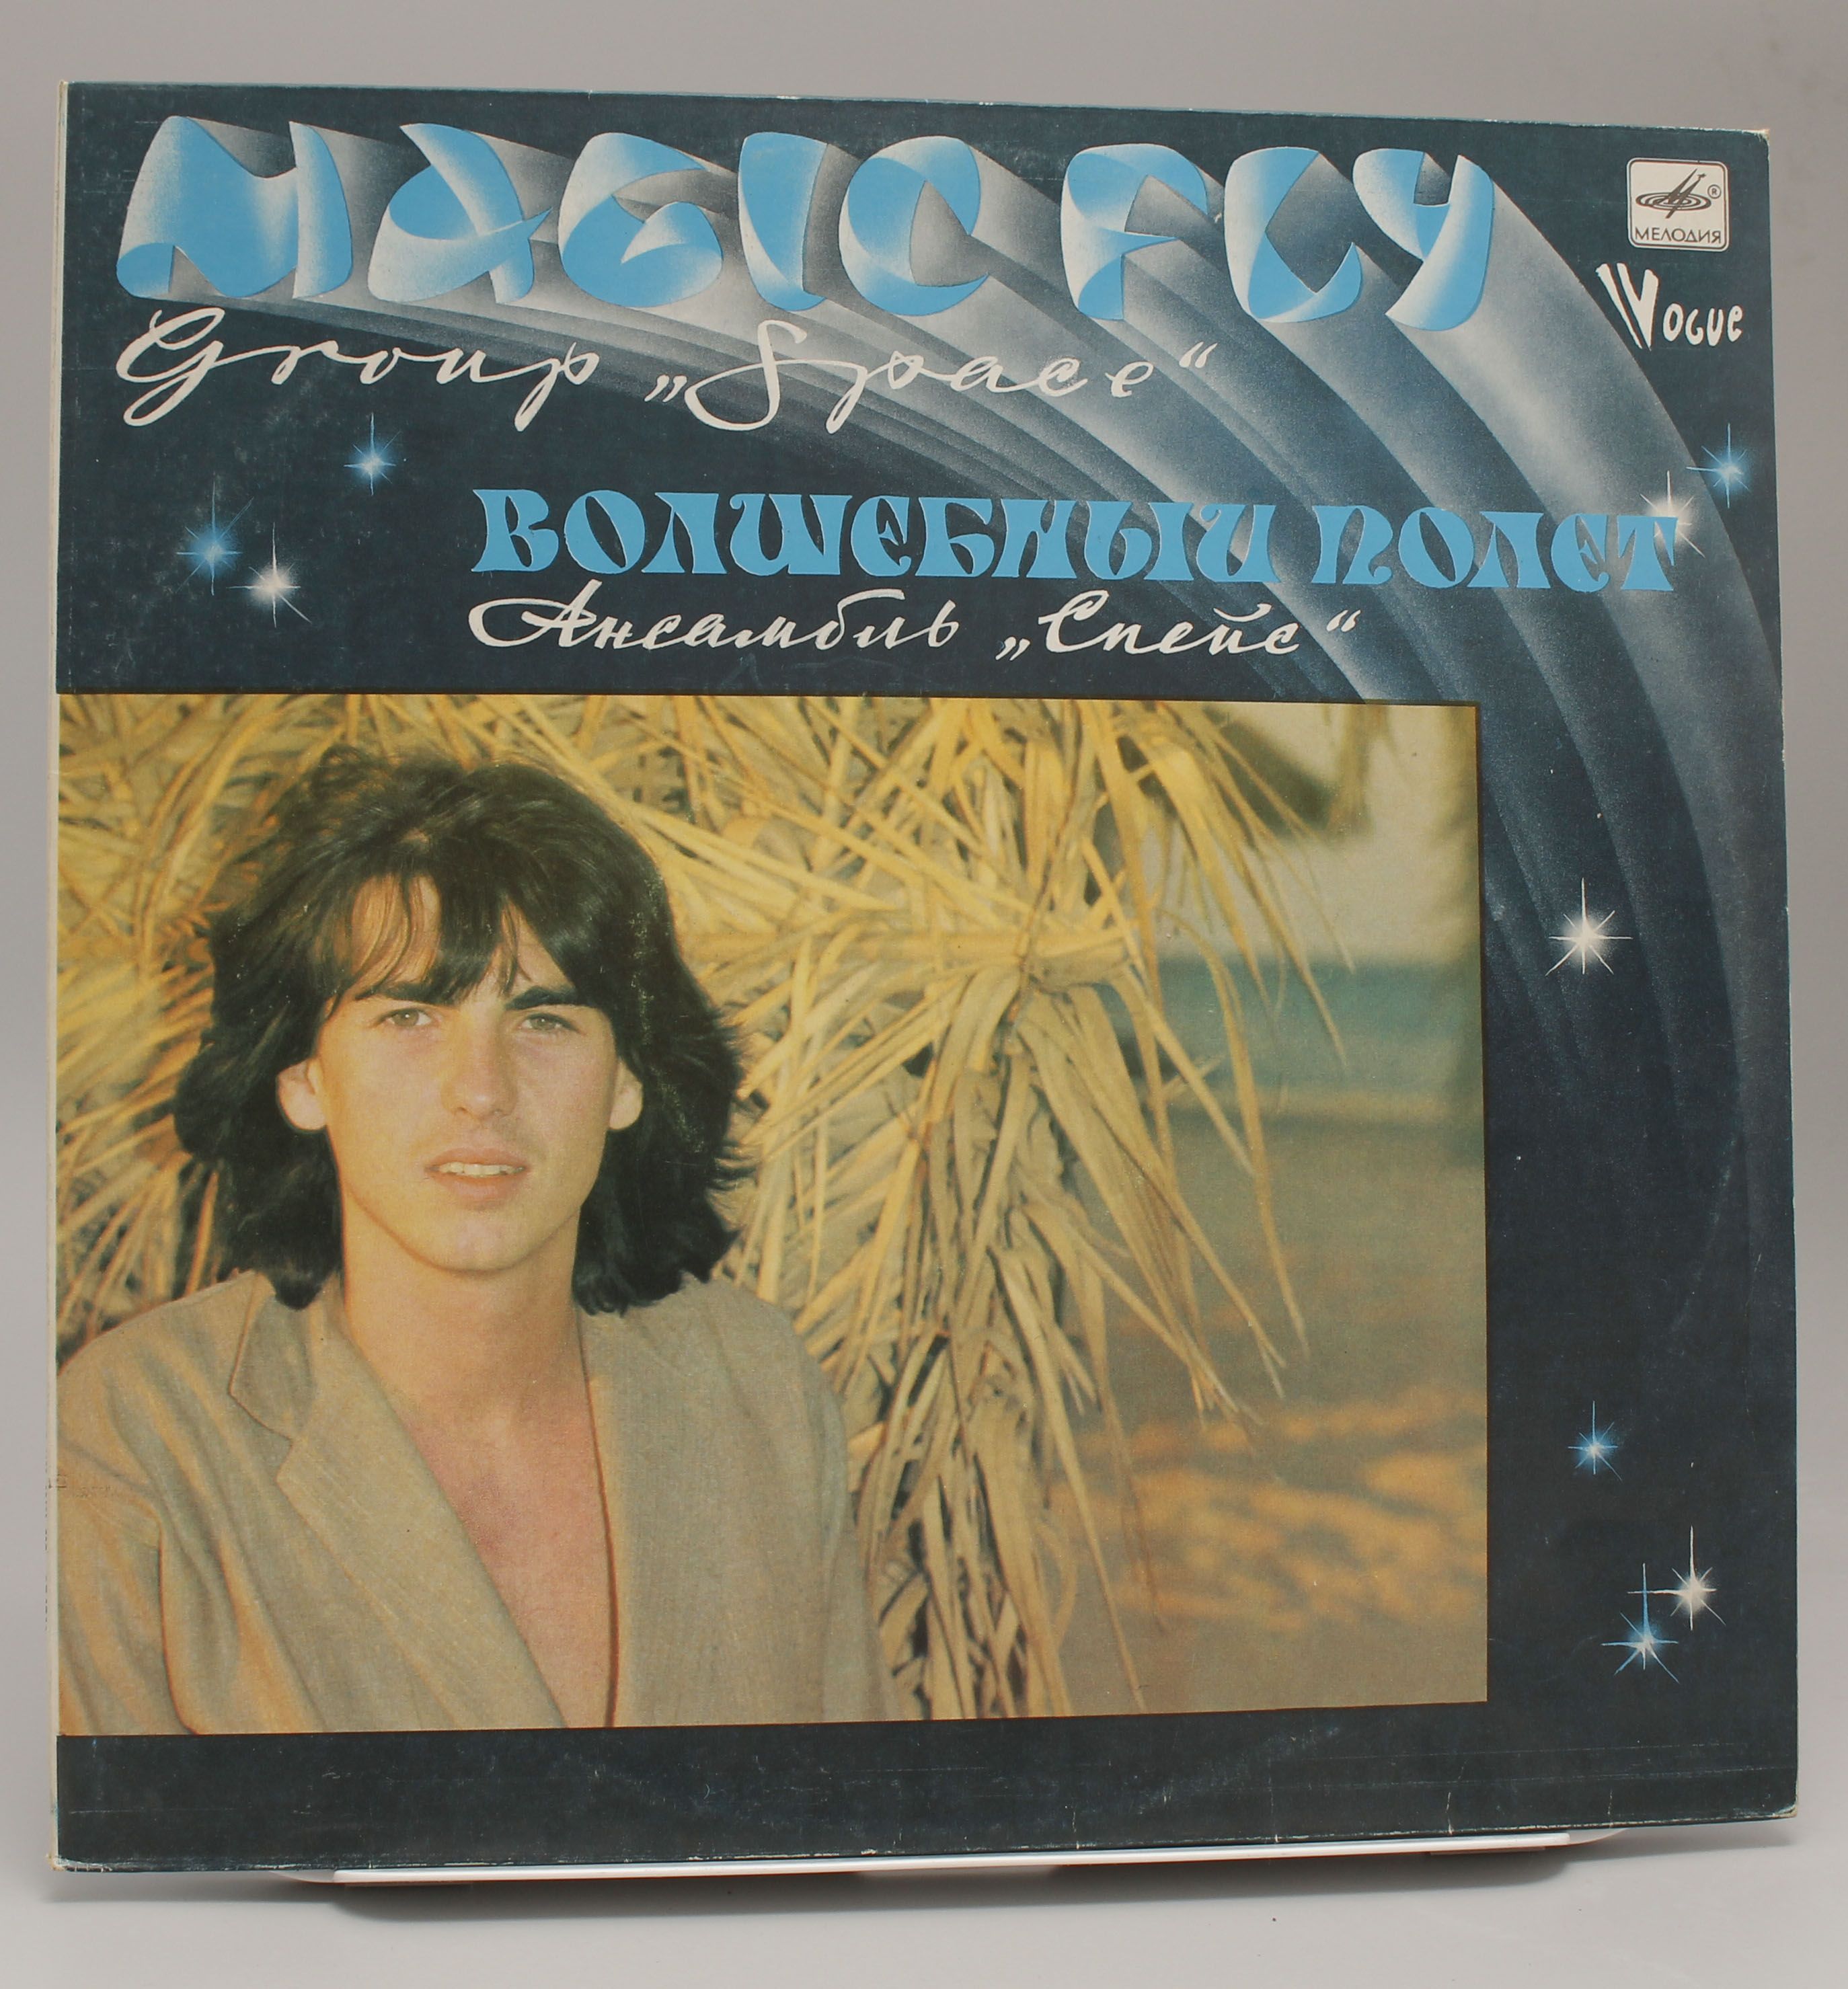 MAGIC FLY
Group „Space“
МЕЛОДИЯ
®
VOGUE
ВОЛШЕБНЫЙ ПОЛЕТ
Ансамбль „Спейс“